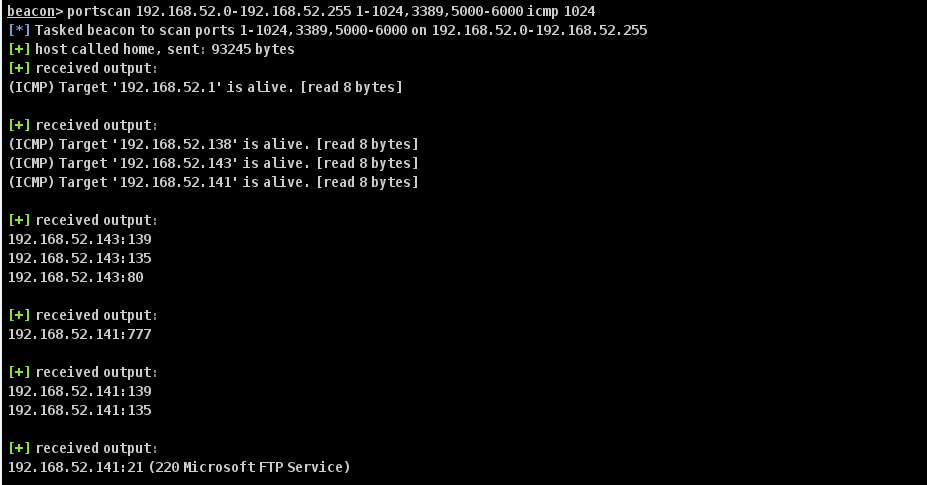 beacon> portscan 192.168.52.0-192.168.52.255 1-1024,3389,5000-6000 icmp 1024
[*] Tasked beacon to scan ports 1-1024,3389,5000-6000 on 192.168.52.0-192.168.52.255
[+] host called home, sent: 93245 bytes
[+] received output:
(ICMP) Target '192.168.52.1' is alive. [read 8 bytes]
[+] received output:
(ICMP) Target '192.168.52.138' is alive. [read 8 bytes]
(ICMP) Target '192.168.52.143' is alive. [read 8 bytes]
(ICMP) Target '192.168.52.141' is alive. [read 8 bytes]
[+] received output:
192.168.52.143:139
192.168.52.143:135
192.168.52.143:80
[+] received output:
192.168.52.141:777
[+] received output:
192.168.52.141:139
192.168.52.141:135
[+] received output:
192.168.52.141:21 (220 Microsoft FTP Service)